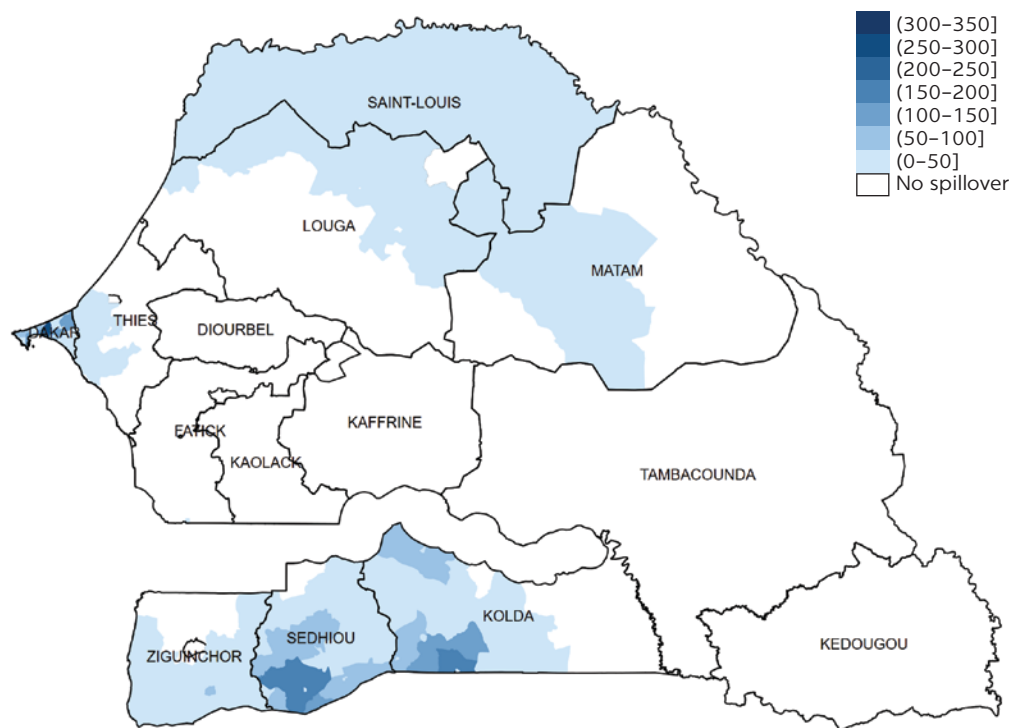 (300–350]
(250–300]
(200–250]
(150–200]
(100–150]
(50–100]
(0–50]
No spillover
SAINT-LOUIS
LOUGA
MATAM
THIES
DAKAR
DIOURBEL
FATICK
KAFFRINE
KAOLACK
TAMBACOUNDA
KOLDA
SEDHIOU
ZIGUINCHOR
KEDOUGOU